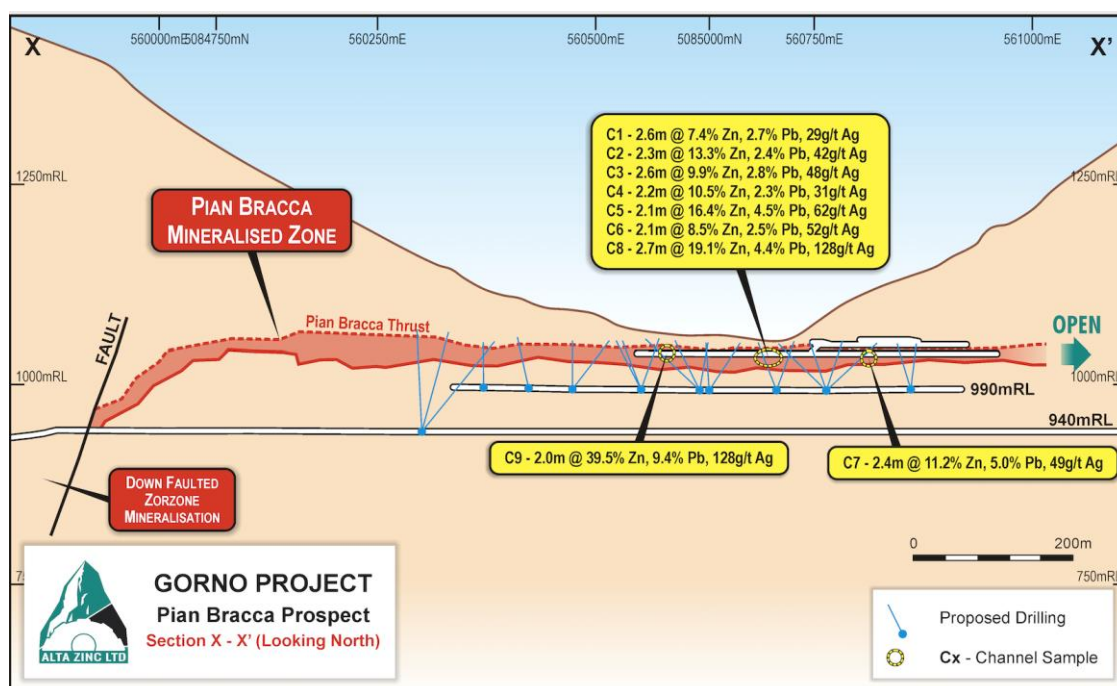 X
560000mE
5084750mN
560250mE
560500mE
5085000mN
560750mE
561000mE
X'
C1 - 2.6m @ 7.4% Zn, 2.7% Pb, 29g/t Ag
C2 - 2.3m @ 13.3% Zn, 2.4% Pb, 42g/t Ag
C3 - 2.6m @ 9.9% Zn, 2.8% Pb, 48g/t Ag
C4 - 2.2m @ 10.5% Zn, 2.3% Pb, 31g/t Ag
C5 - 2.1m @ 16.4% Zn, 4.5% Pb, 62g/t Ag
C6 - 2.1m @ 8.5% Zn, 2.5% Pb, 52g/t Ag
C8 - 2.7m @ 19.1% Zn, 4.4% Pb, 128g/t Ag
1250mRL
1250mRL
PIAN BRACCA
MINERALISED ZONE
Pian Bracca Thrust
FAULT
OPEN
1000mRL
1000mRL
990mRL
940mRL
C9 - 2.0m @ 39.5% Zn, 9.4% Pb, 128g/t Ag
C7 - 2.4m @ 11.2% Zn, 5.0% Pb, 49g/t Ag
DOWN FAULTED
ZORZONE
MINERALISATION
0
200m
750mRL
GORNO PROJECT
Pian Bracca Prospect
Section X - X' (Looking North)
ALTA ZINC LTD
Proposed Drilling
Cx - Channel Sample